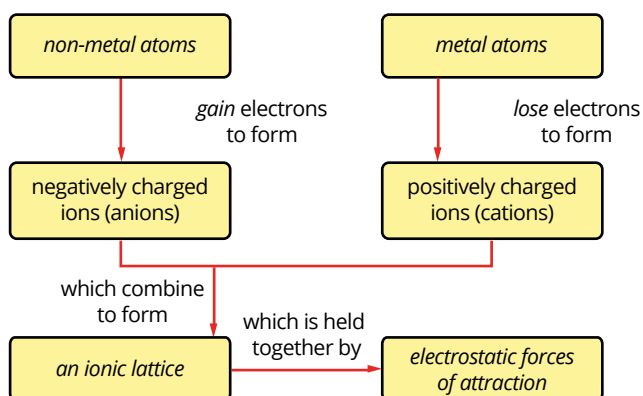 non-metal atoms
metal atoms
gain electrons
to form
lose electrons
to form
negatively charged
ions (anions)
positively charged
ions (cations)
which combine
to form
which is held
together by
an ionic lattice
electrostatic forces
of attraction